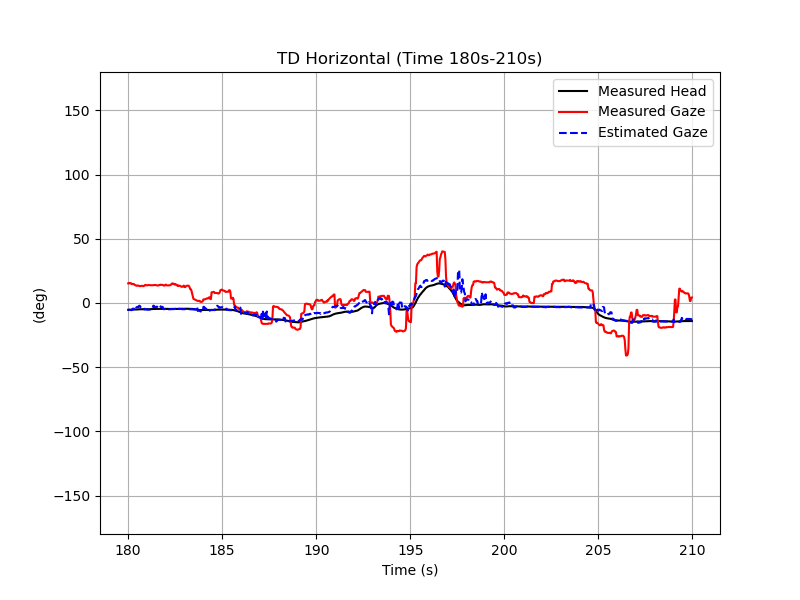 TD Horizontal (Time 180s-210s)
Measured Head
Measured Gaze
Estimated Gaze
150
100
50
0
−50
−100
−150
(deg)
180 185 190 195 200 205 210
Time (s)